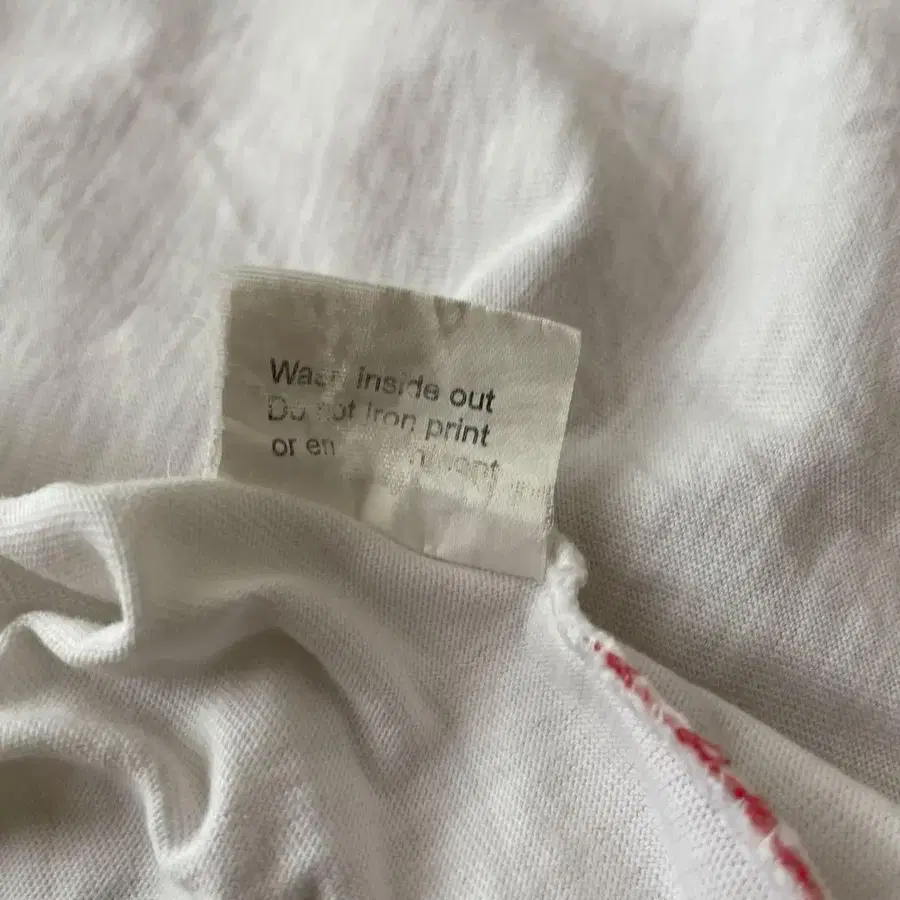 Wash inside out
Do not iron print
or